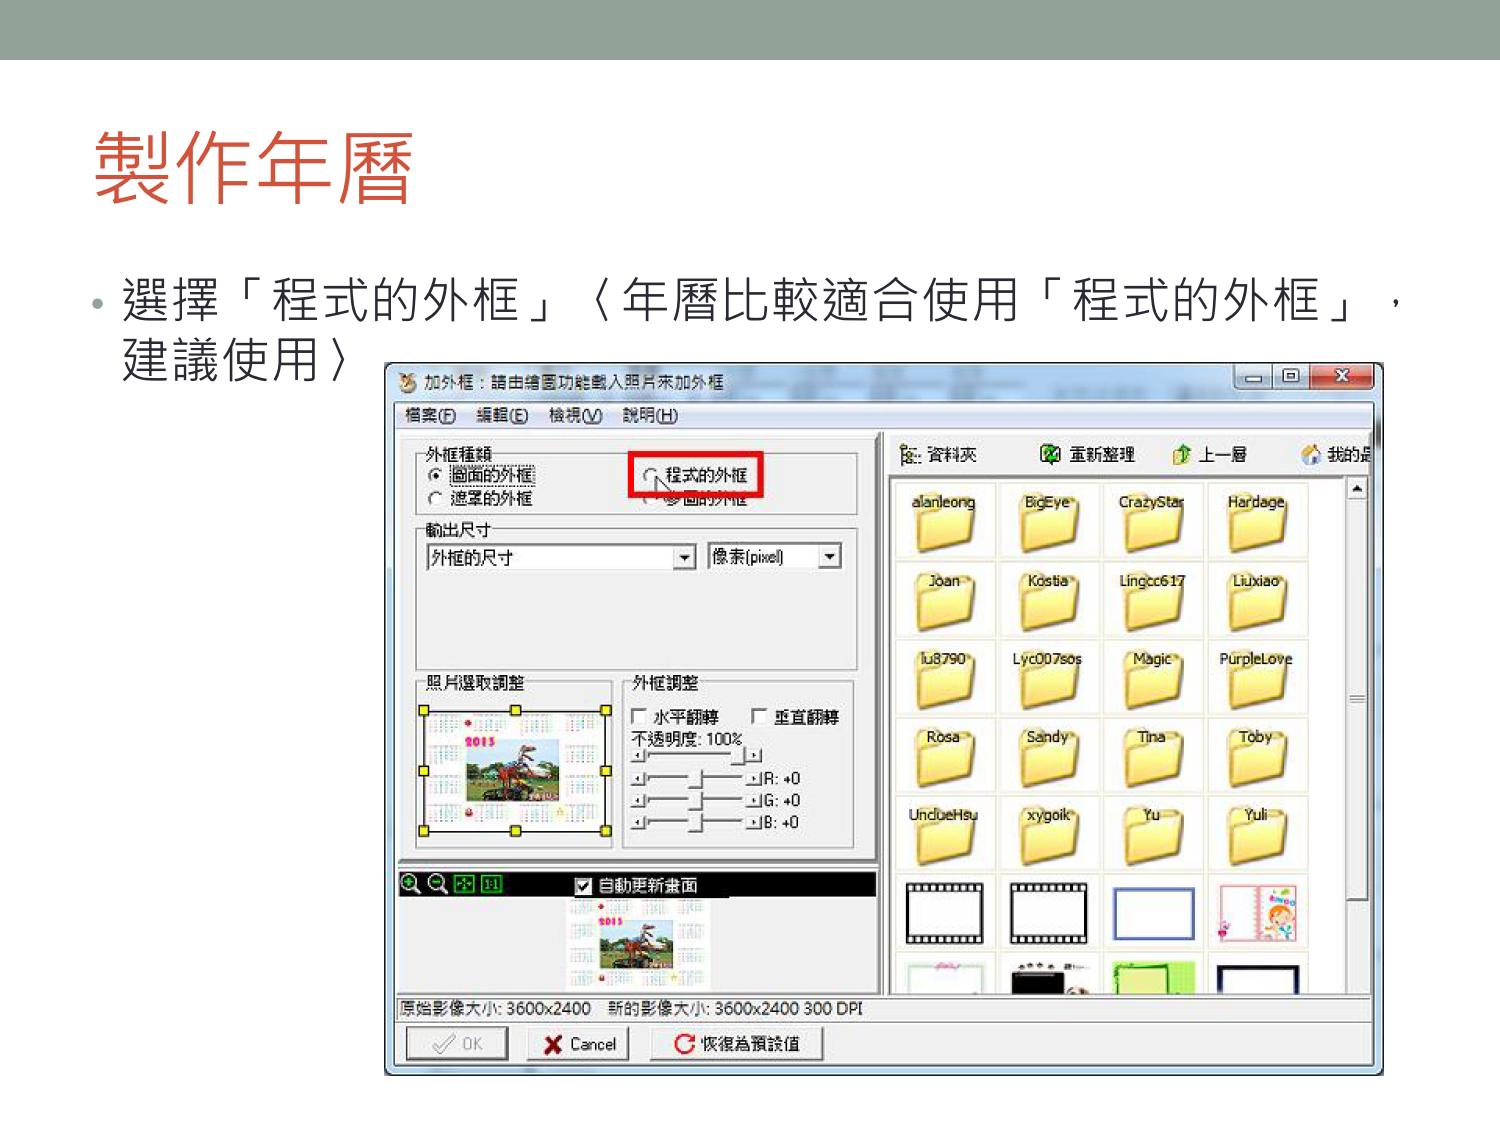 製作年曆
• 選擇「程式的外框」〈年曆比較適合使用「程式的外框」，
建議使用〉
加外框：請由繪圖功能載入照片來加外框
檔案(F) 編輯(E) 檢視(V) 說明(H)
外框種類
圖面的外框 程式的外框
遮罩的外框 多圖的外框
輸出尺寸
外框的尺寸 像素(pixel)
照片選取調整 外框調整
水平翻轉 垂直翻轉
不透明度: 100%
R: +0
G: +0
B: +0
2013
自動更新畫面
2013
資料夾 重新整理 上一層 我的最
alanleong BigEye CrazyStar Hardage
Joan Kostia Lingcc617 Liuxiao
lu8790 Lyc007sos Magic PurpleLove
Rosa Sandy Tina Toby
UndueHsu xygoik Yu Yuli
原始影像大小: 3600x2400 新的影像大小: 3600x2400 300 DPI
OK Cancel 恢復為預設值